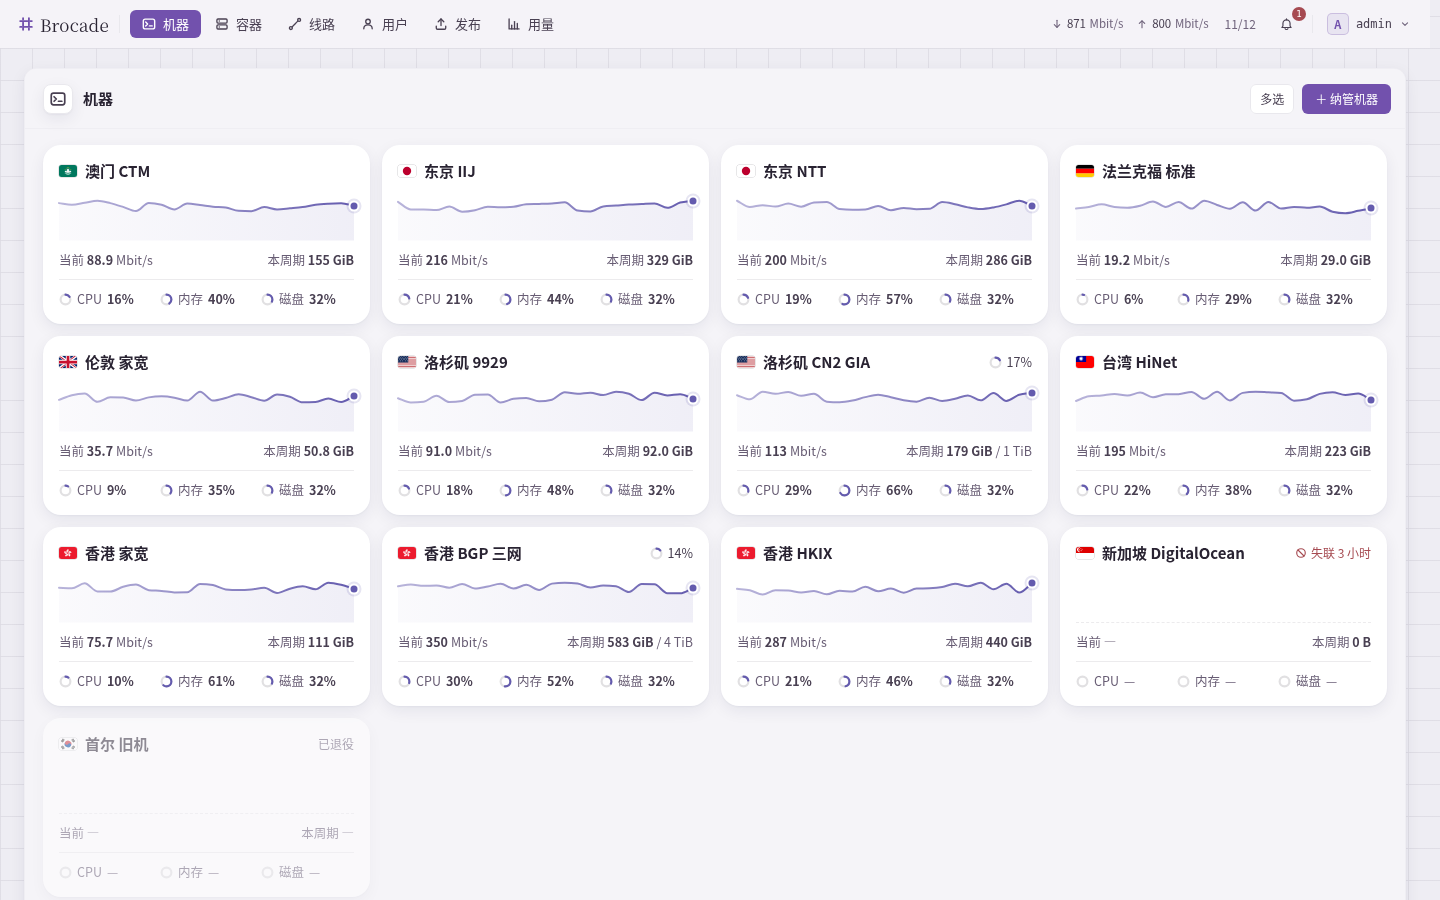 Brocade 机器 容器 线路 用户 发布 用量 ↓ 871 Mbit/s ↑ 800 Mbit/s 11/12 1 A admin
机器 多选 + 纳管机器
澳门 CTM
当前 88.9 Mbit/s 本周期 155 GiB
CPU 16% 内存 40% 磁盘 32%
东京 IIJ
当前 216 Mbit/s 本周期 329 GiB
CPU 21% 内存 44% 磁盘 32%
东京 NTT
当前 200 Mbit/s 本周期 286 GiB
CPU 19% 内存 57% 磁盘 32%
法兰克福 标准
当前 19.2 Mbit/s 本周期 29.0 GiB
CPU 6% 内存 29% 磁盘 32%
伦敦 家宽
当前 35.7 Mbit/s 本周期 50.8 GiB
CPU 9% 内存 35% 磁盘 32%
洛杉矶 9929
当前 91.0 Mbit/s 本周期 92.0 GiB
CPU 18% 内存 48% 磁盘 32%
洛杉矶 CN2 GIA 17%
当前 113 Mbit/s 本周期 179 GiB / 1 TiB
CPU 29% 内存 66% 磁盘 32%
台湾 HiNet
当前 195 Mbit/s 本周期 223 GiB
CPU 22% 内存 38% 磁盘 32%
香港 家宽
当前 75.7 Mbit/s 本周期 111 GiB
CPU 10% 内存 61% 磁盘 32%
香港 BGP 三网 14%
当前 350 Mbit/s 本周期 583 GiB / 4 TiB
CPU 30% 内存 52% 磁盘 32%
香港 HKIX
当前 287 Mbit/s 本周期 440 GiB
CPU 21% 内存 46% 磁盘 32%
新加坡 DigitalOcean 失联 3 小时
当前 — 本周期 0 B
CPU — 内存 — 磁盘 —
首尔 旧机 已退役
当前 — 本周期 —
CPU — 内存 — 磁盘 —